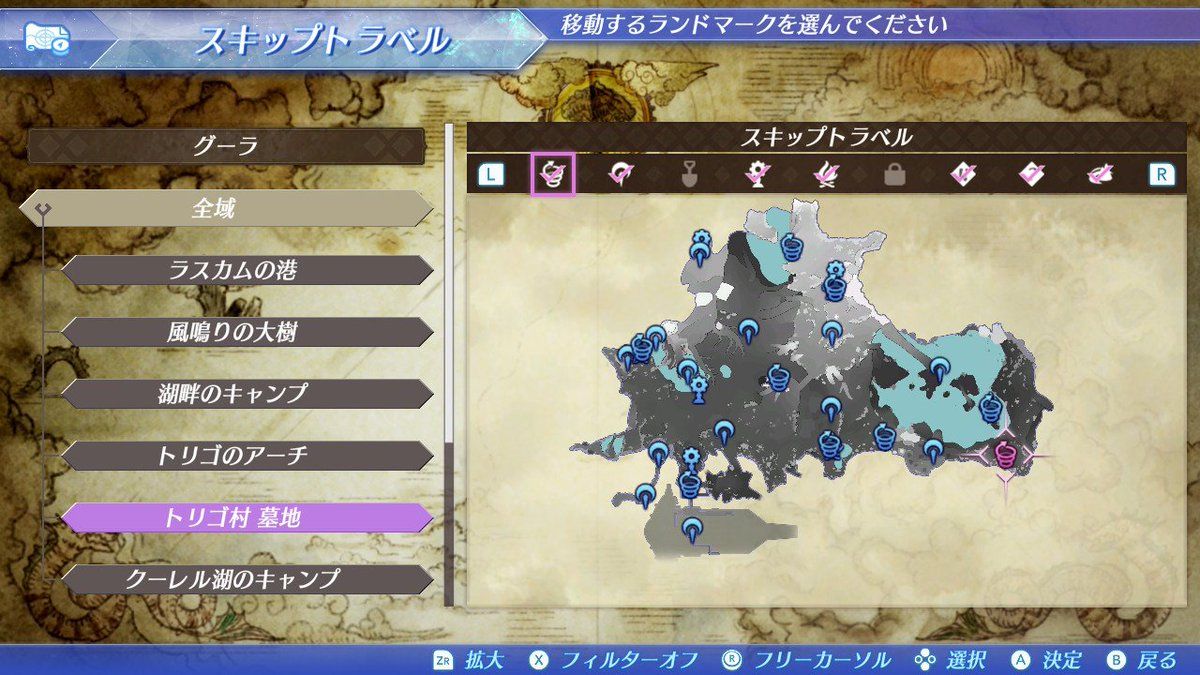 スキップトラベル
移動するランドマークを選んでください
グーラ
全域
ラスカムの港
風鳴りの大樹
湖畔のキャンプ
トリゴのアーチ
トリゴ村 墓地
クーレル湖のキャンプ
スキップトラベル
L
R
ZR 拡大 X フィルターオフ R フリーカーソル 選択 A 決定 B 戻る